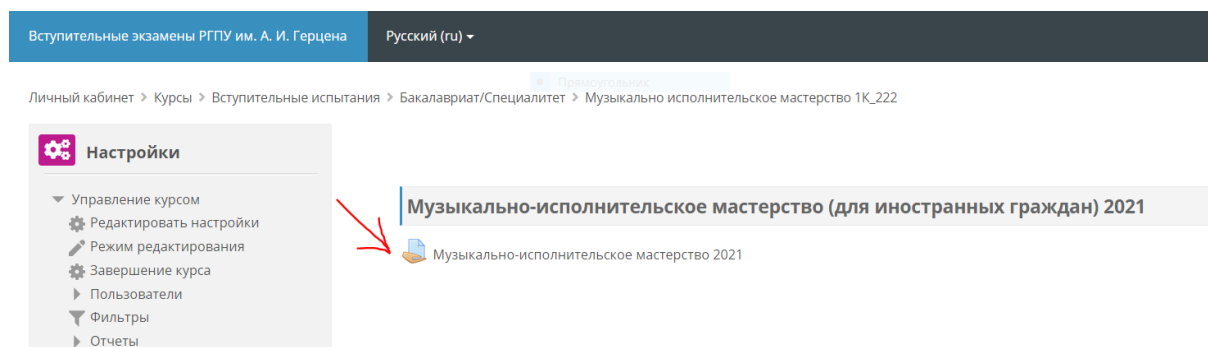 Вступительные экзамены РГПУ им. А. И. Герцена Русский (ru)
Прямоугольник
Личный кабинет > Курсы > Вступительные испытания > Бакалавриат/Специалитет > Музыкально исполнительское мастерство 1К_222
Настройки
Управление курсом
Редактировать настройки
Режим редактирования
Завершение курса
Пользователи
Фильтры
Отчеты
Музыкально-исполнительское мастерство (для иностранных граждан) 2021
Музыкально-исполнительское мастерство 2021